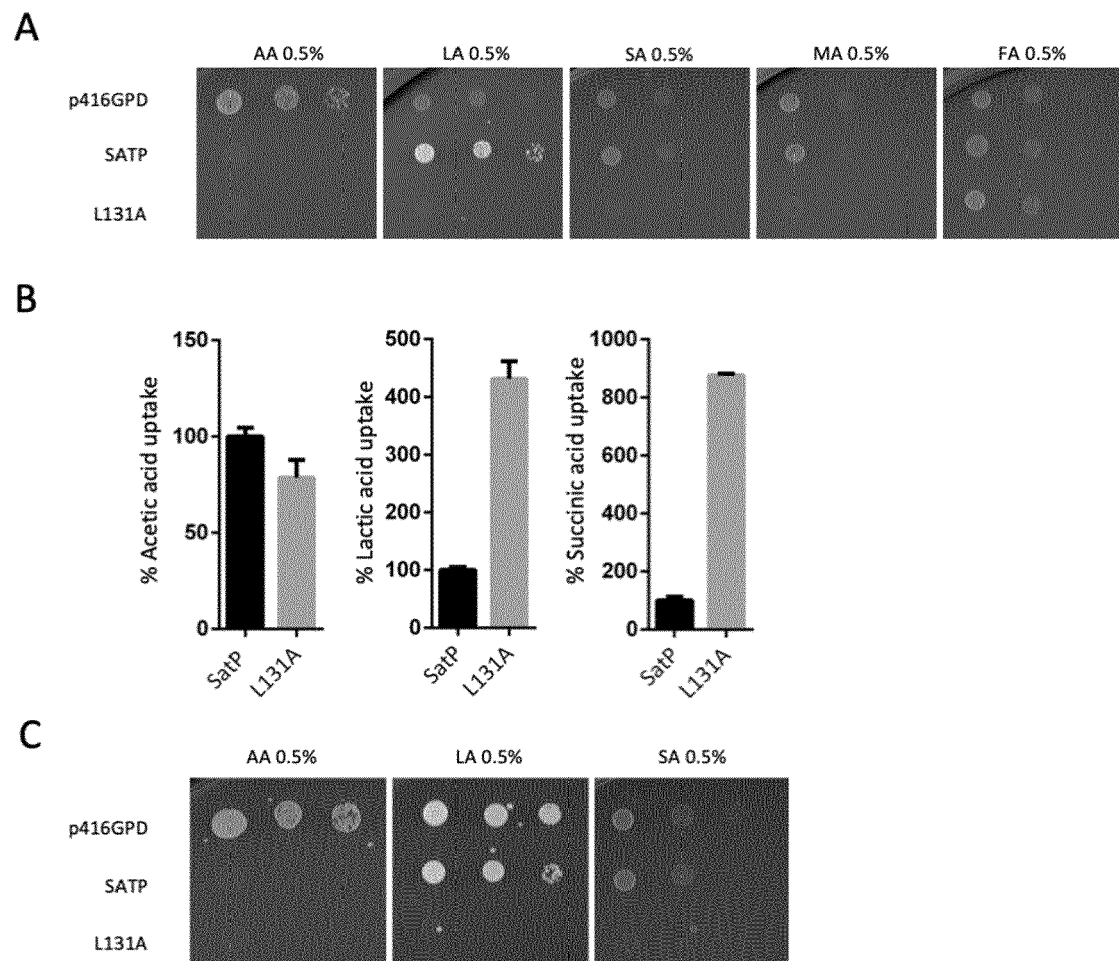 A
AA 0.5% LA 0.5% SA 0.5% MA 0.5% FA 0.5%
p416GPD
SATP
L131A
B
% Acetic acid uptake
150
100
50
0
SatP L131A
% Lactic acid uptake
500
400
300
200
100
0
SatP L131A
% Succinic acid uptake
1000
800
600
400
200
0
SatP L131A
C
AA 0.5% LA 0.5% SA 0.5%
p416GPD
SATP
L131A